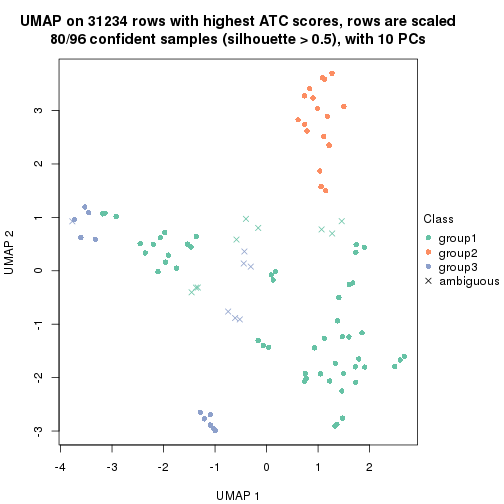 UMAP on 31234 rows with highest ATC scores, rows are scaled
80/96 confident samples (silhouette > 0.5), with 10 PCs
UMAP 2
3
2
1
0
-1
-2
-3
-4
-3
-2
-1
0
1
2
UMAP 1
Class
group1
group2
group3
ambiguous